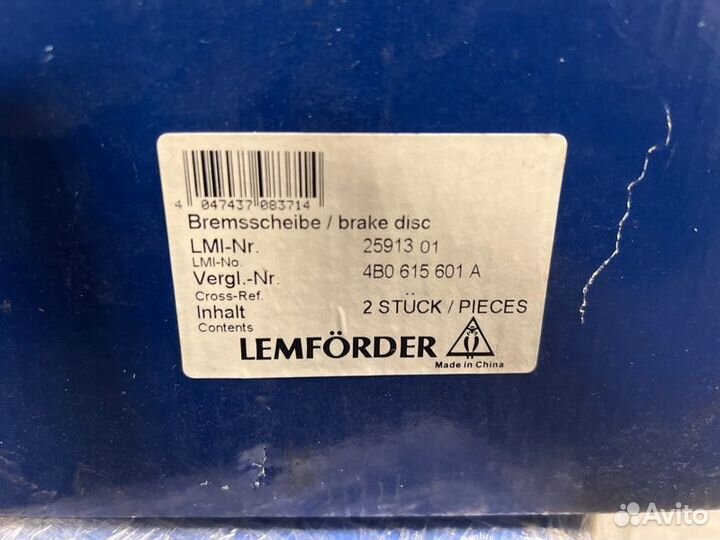 4 047437 083714
Bremsscheibe / brake disc
LMI-Nr. 25913 01
LMI-No.
Vergl.-Nr. 4B0 615 601 A
Cross-Ref.
Inhalt 2 STÜCK / PIECES
Contents
LEMFÖRDER
Made in China
Avito